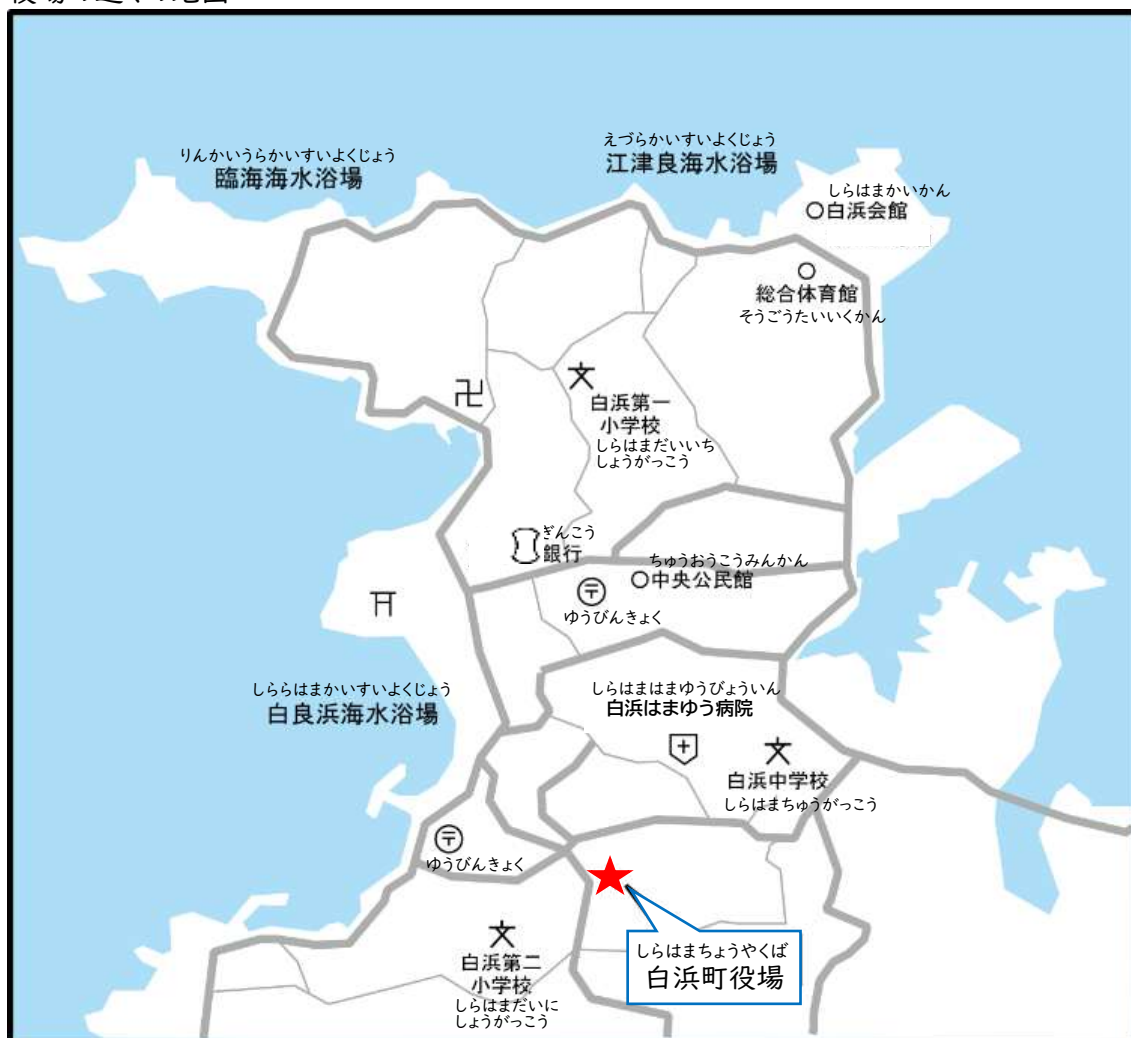 えづらかいすいよくじょう
江津良海水浴場
りんかいうらかいすいよくじょう
臨海海水浴場
しらはまかいかん
白浜会館
総合体育館
そうごうたいいくかん
卍
文
白浜第一
小学校
しらはまだいいち
しょうがっこう
ぎんこう
銀行
ちゅうおうこうみんかん
中央公民館
〒
ゆうびんきょく
しららはまかいすいよくじょう
白良浜海水浴場
しらはまはまゆうびょういん
白浜はまゆう病院
文
白浜中学校
しらはまちゅうがっこう
〒
ゆうびんきょく
文
白浜第二
小学校
しらはまだいに
しょうがっこう
しらはまちょうやくば
白浜町役場